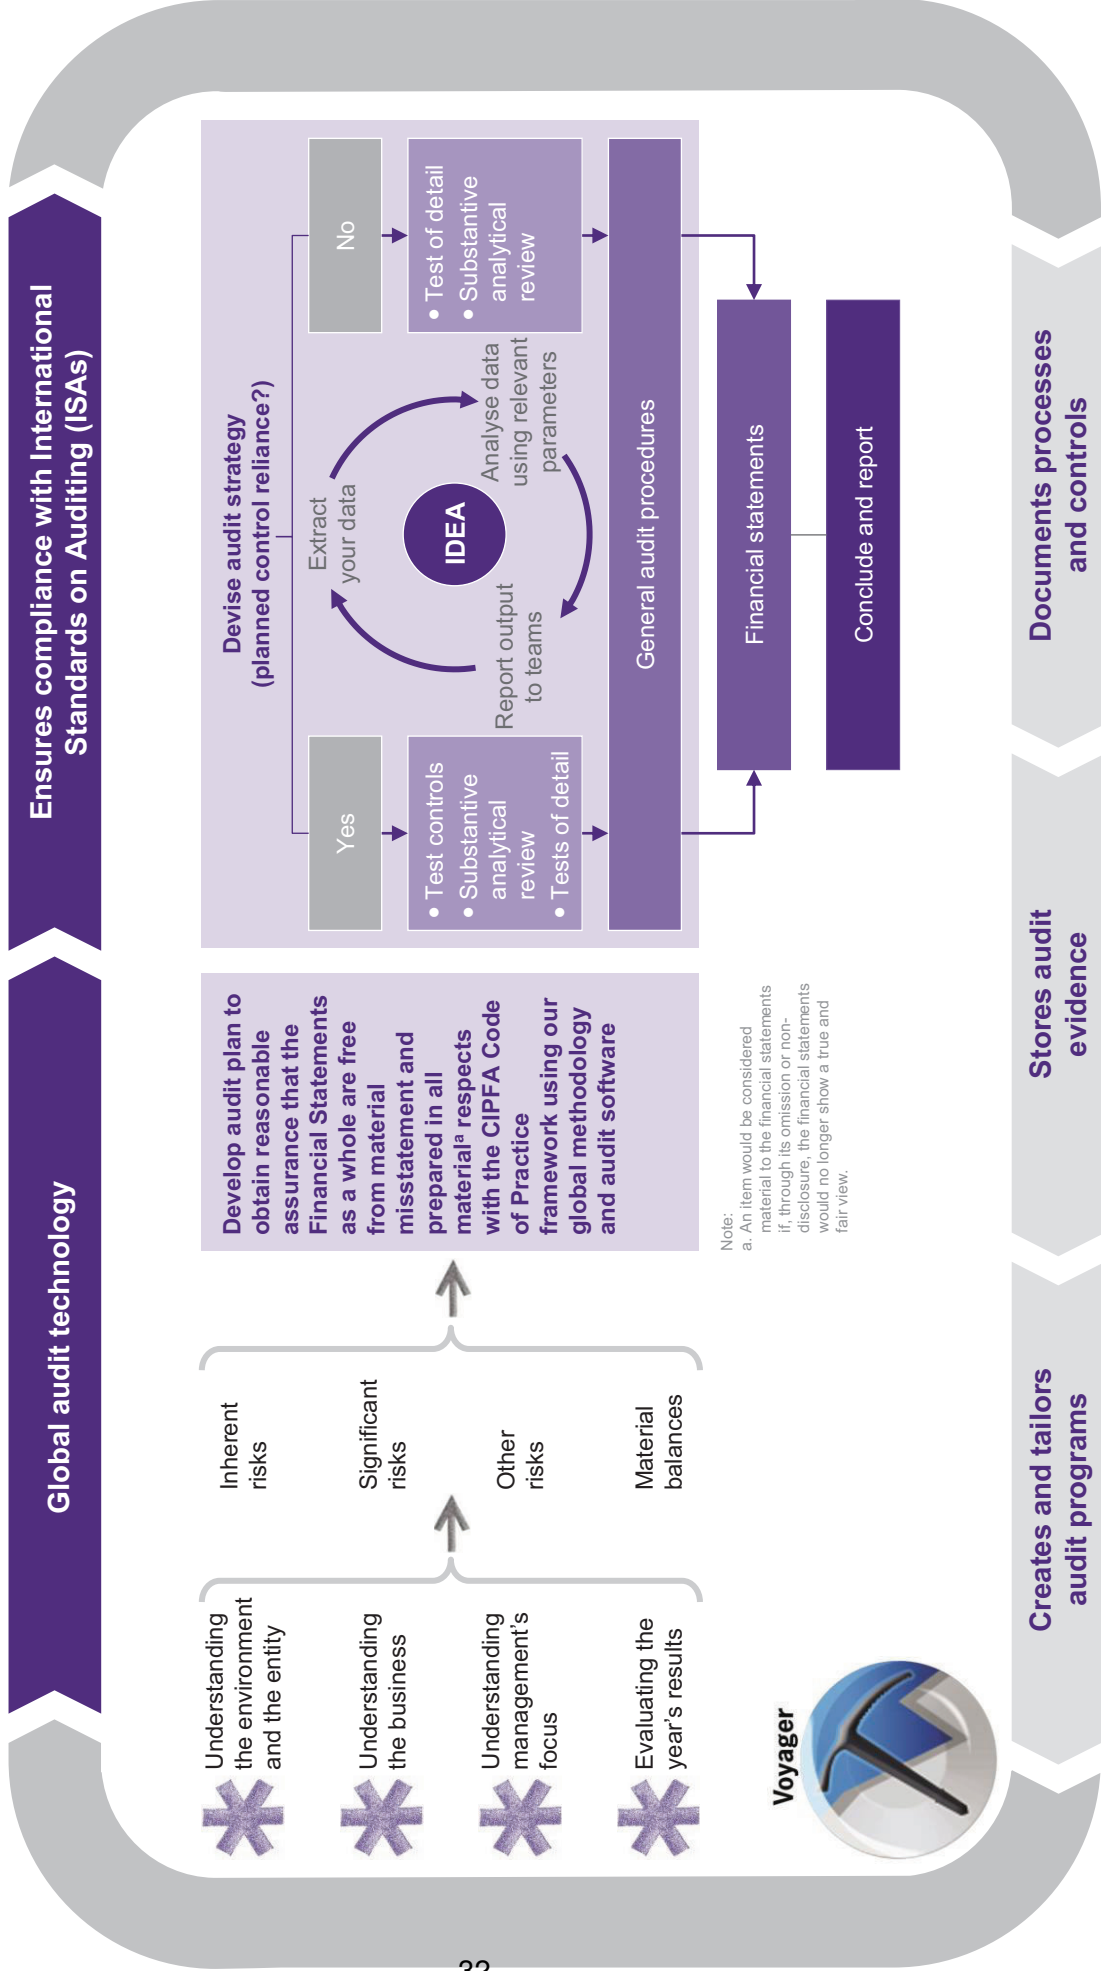 Global audit technology
Ensures compliance with International
Standards on Auditing (ISAs)
Understanding
the environment
and the entity
Understanding
the business
Understanding
management's
focus
Evaluating the
year's results
Inherent
risks
Significant
risks
Other
risks
Material
balances
Develop audit plan to
obtain reasonable
assurance that the
Financial Statements
as a whole are free
from material
misstatement and
prepared in all
materialª respects
with the CIPFA Code
of Practice
framework using our
global methodology
and audit software
Note:
a. An item would be considered
material to the financial statements
if, through its omission or non-
disclosure, the financial statements
would no longer show a true and
fair view.
Devise audit strategy
(planned control reliance?)
Yes
No
• Test controls
• Substantive
analytical
review
• Tests of detail
Extract
your data
IDEA
Analyse data
using relevant
parameters
Report output
to teams
• Test of detail
• Substantive
analytical
review
General audit procedures
Financial statements
Conclude and report
Voyager
Creates and tailors
audit programs
Stores audit
evidence
Documents processes
and controls
32